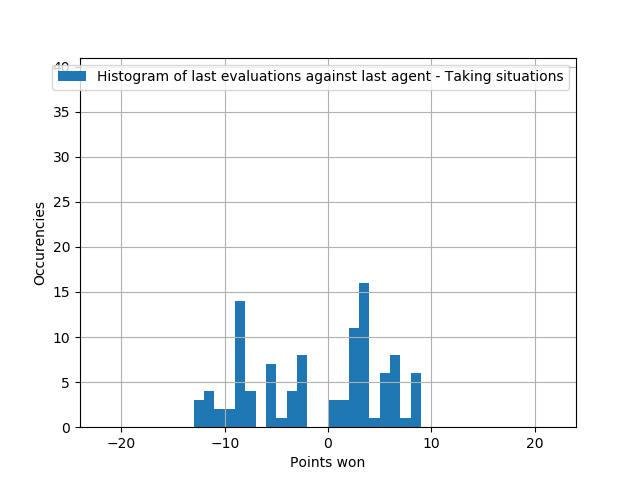 Histogram of last evaluations against last agent - Taking situations
40
35
30
25
20
15
10
5
0
Occurencies
−20 −10 0 10 20
Points won